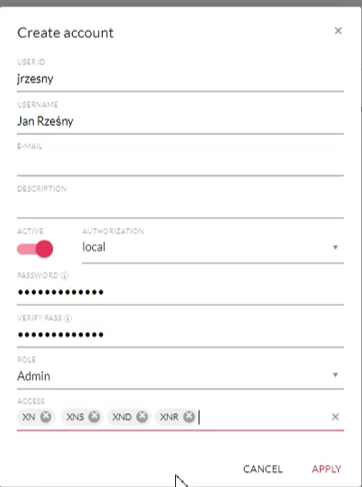 Create account
USER ID
jrzesny
USERNAME
Jan Rześny
E-MAIL
DESCRIPTION
ACTIVE AUTHORIZATION
local
PASSWORD
•••••••••••••
VERIFY PASS
•••••••••••••
ROLE
Admin
ACCESS
XN XNS XND XNR
CANCEL APPLY